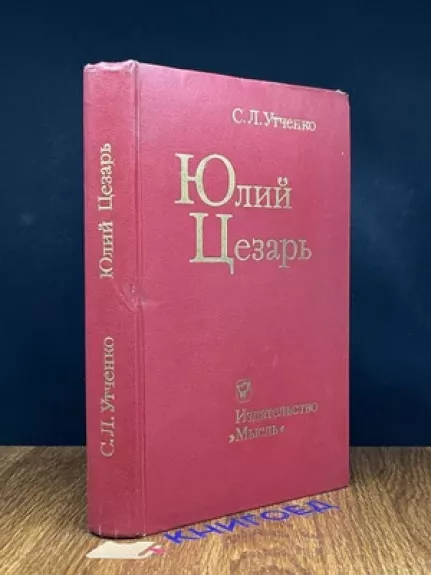 С. Л. Утченко
Юлий
Цезарь
Издательство
„Мысль“
С. Л. Утченко Юлий Цезарь
КНИГОЕД